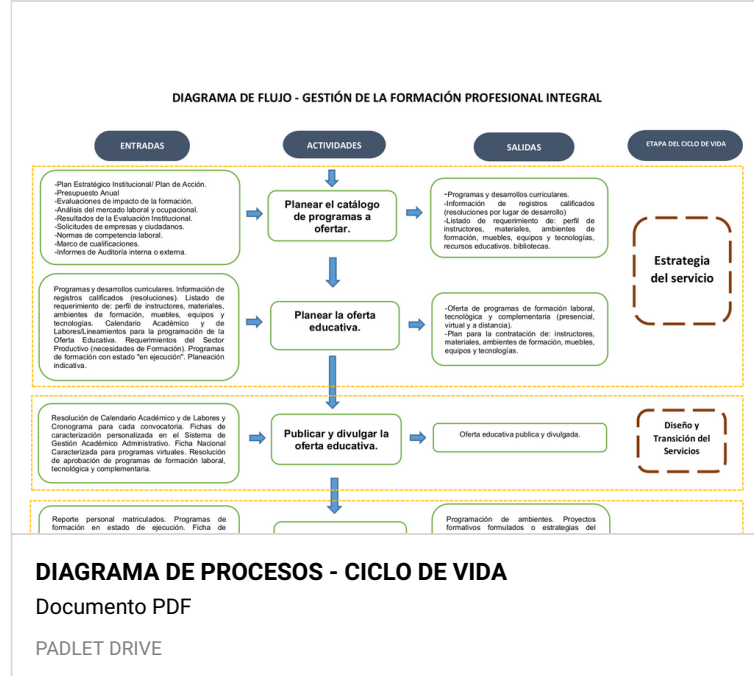 DIAGRAMA DE FLUJO - GESTIÓN DE LA FORMACIÓN PROFESIONAL INTEGRAL
ENTRADAS
ACTIVIDADES
SALIDAS
ETAPA DEL CICLO DE VIDA
-Plan Estratégico Institucional/ Plan de Acción.
-Presupuesto Anual
-Evaluaciones de impacto de la formación.
-Análisis del mercado laboral y ocupacional.
-Resultados de la Evaluación Institucional.
-Solicitudes de empresas y ciudadanos.
-Normas de competencia laboral.
-Marco de cualificaciones.
-Informes de Auditoría interna o externa.
Planear el catálogo
de programas a
ofertar.
-Programas y desarrollos curriculares.
-Información de registros calificados
(resoluciones por lugar de desarrollo)
-Listado de requerimiento de: perfil de
instructores, materiales, ambientes de
formación, muebles, equipos y tecnologías,
recursos educativos. bibliotecas.
Estrategia
del servicio
Programas y desarrollos curriculares. Información de
registros calificados (resoluciones). Listado de
requerimiento de: perfil de instructores, materiales,
ambientes de formación, muebles, equipos y
tecnologías. Calendario Académico y de
Labores/Lineamientos para la programación de la
Oferta Educativa. Requerimientos del Sector
Productivo (necesidades de Formación). Programas
de formación con estado "en ejecución". Planeación
indicativa.
Planear la oferta
educativa.
-Oferta de programas de formación laboral,
tecnológica y complementaria (presencial,
virtual y a distancia).
-Plan para la contratación de: instructores,
materiales, ambientes de formación, muebles,
equipos y tecnologías.
Resolución de Calendario Académico y de Labores y
Cronograma para cada convocatoria. Fichas de
caracterización personalizada en el Sistema de
Gestión Académico Administrativo. Ficha Nacional
Caracterizada para programas virtuales. Resolución
de aprobación de programas de formación laboral,
tecnológica y complementaria.
Publicar y divulgar la
oferta educativa.
Oferta educativa publica y divulgada.
Diseño y
Transición del
Servicios
Reporte personal matriculados. Programas de
formación en estado de ejecución. Ficha de
Programación de ambientes. Proyectos
formativos formulados o estrategias del
DIAGRAMA DE PROCESOS - CICLO DE VIDA
Documento PDF
PADLET DRIVE